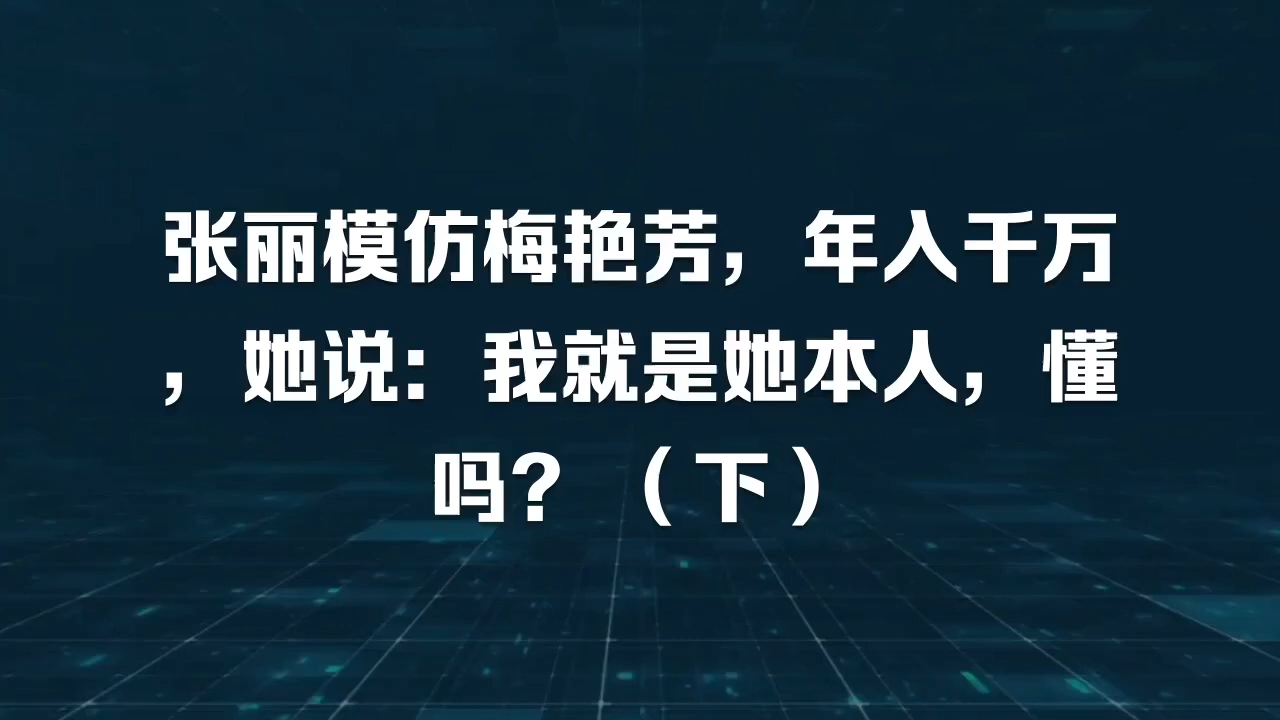 张丽模仿梅艳芳，年入千万
，她说：我就是她本人，懂
吗？（下）